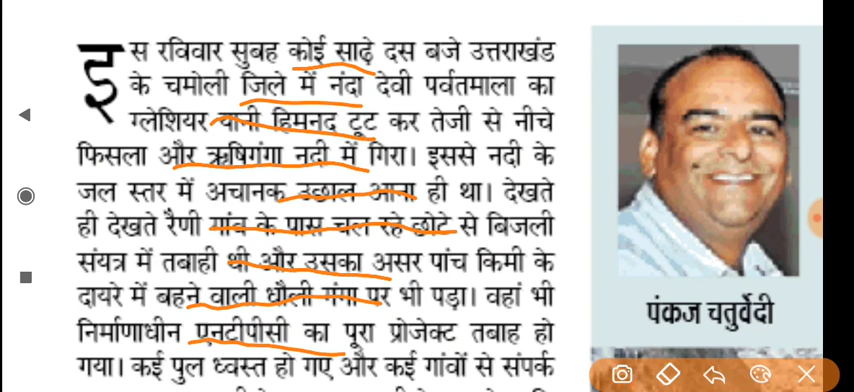 इस रविवार सुबह कोई साढ़े दस बजे उत्तराखंड
के चमोली जिले में नंदा देवी पर्वतमाला का
ग्लेशियर यानी हिमनद टूट कर तेजी से नीचे
फिसला और ऋषिगंगा नदी में गिरा। इससे नदी के
जल स्तर में अचानक उछाल आना ही था। देखते
ही देखते रैणी गांव के पास चल रहे छोटे से बिजली
संयत्र में तबाही थी और उसका असर पांच किमी के
दायरे में बहने वाली धौली गंगा पर भी पड़ा। वहां भी
निर्माणाधीन एनटीपीसी का पूरा प्रोजेक्ट तबाह हो
गया। कई पुल ध्वस्त हो गए और कई गांवों से संपर्क
पंकज चतुर्वेदी